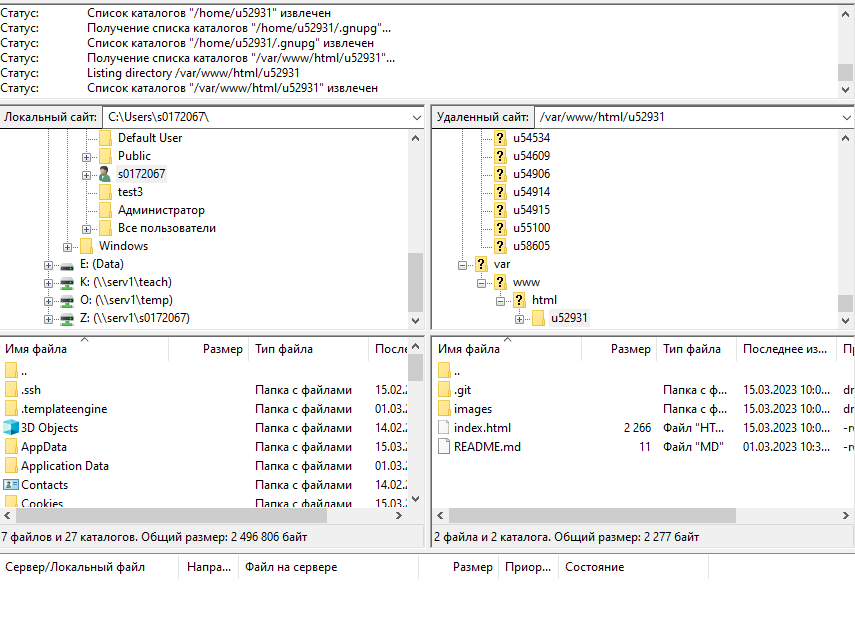 Статус: Список каталогов "/home/u52931" извлечен
Статус: Получение списка каталогов "/home/u52931/.gnupg"...
Статус: Список каталогов "/home/u52931/.gnupg" извлечен
Статус: Получение списка каталогов "/var/www/html/u52931"...
Статус: Listing directory /var/www/html/u52931
Статус: Список каталогов "/var/www/html/u52931" извлечен
Локальный сайт: C:\Users\s0172067\
Default User
Public
s0172067
test3
Администратор
Все пользователи
Windows
E: (Data)
K: (\\serv1\teach)
O: (\\serv1\temp)
Z: (\\serv1\s0172067)
Имя файла Размер Тип файла После
..
.ssh Папка с файлами 15.02.
.templateengine Папка с файлами 01.03.
3D Objects Папка с файлами 14.02.
AppData Папка с файлами 15.03.
Application Data Папка с файлами 01.03.
Contacts Папка с файлами 14.02.
Cookies Папка с файлами 15.03.
7 файлов и 27 каталогов. Общий размер: 2 496 806 байт
Удаленный сайт: /var/www/html/u52931
u54534
u54609
u54906
u54914
u54915
u55100
u58605
var
www
html
u52931
Имя файла Размер Тип файла Последнее из... Пр
..
.git Папка с ф... 15.03.2023 10:0... dr
images Папка с ф... 15.03.2023 10:0... dr
index.html 2 266 Файл "HT... 15.03.2023 10:0... -r
README.md 11 Файл "MD" 01.03.2023 10:3... -r
2 файла и 2 каталога. Общий размер: 2 277 байт
Сервер/Локальный файл Напра... Файл на сервере Размер Приор... Состояние